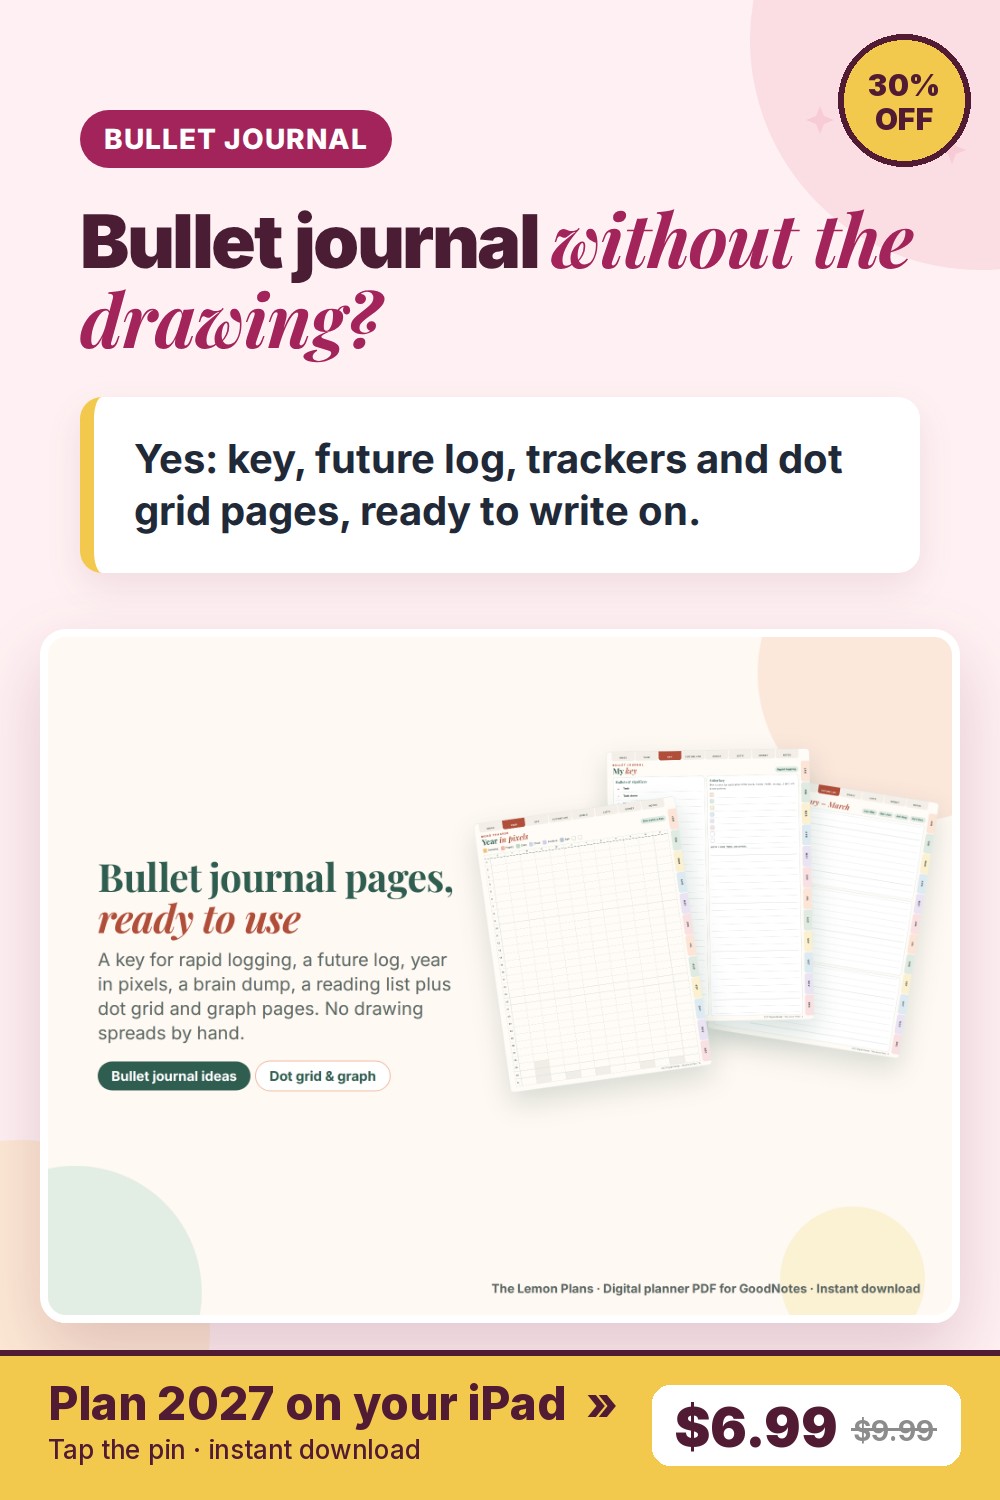 30%
OFF
BULLET JOURNAL
Bullet journal without the
drawing?
Yes: key, future log, trackers and dot
grid pages, ready to write on.
BULLET JOURNAL
My key
Year in pixels
– March
Bullet journal pages,
ready to use
A key for rapid logging, a future log, year
in pixels, a brain dump, a reading list plus
dot grid and graph pages. No drawing
spreads by hand.
Bullet journal ideas
Dot grid & graph
The Lemon Plans · Digital planner PDF for GoodNotes · Instant download
Plan 2027 on your iPad »
Tap the pin · instant download
$6.99 $9.99